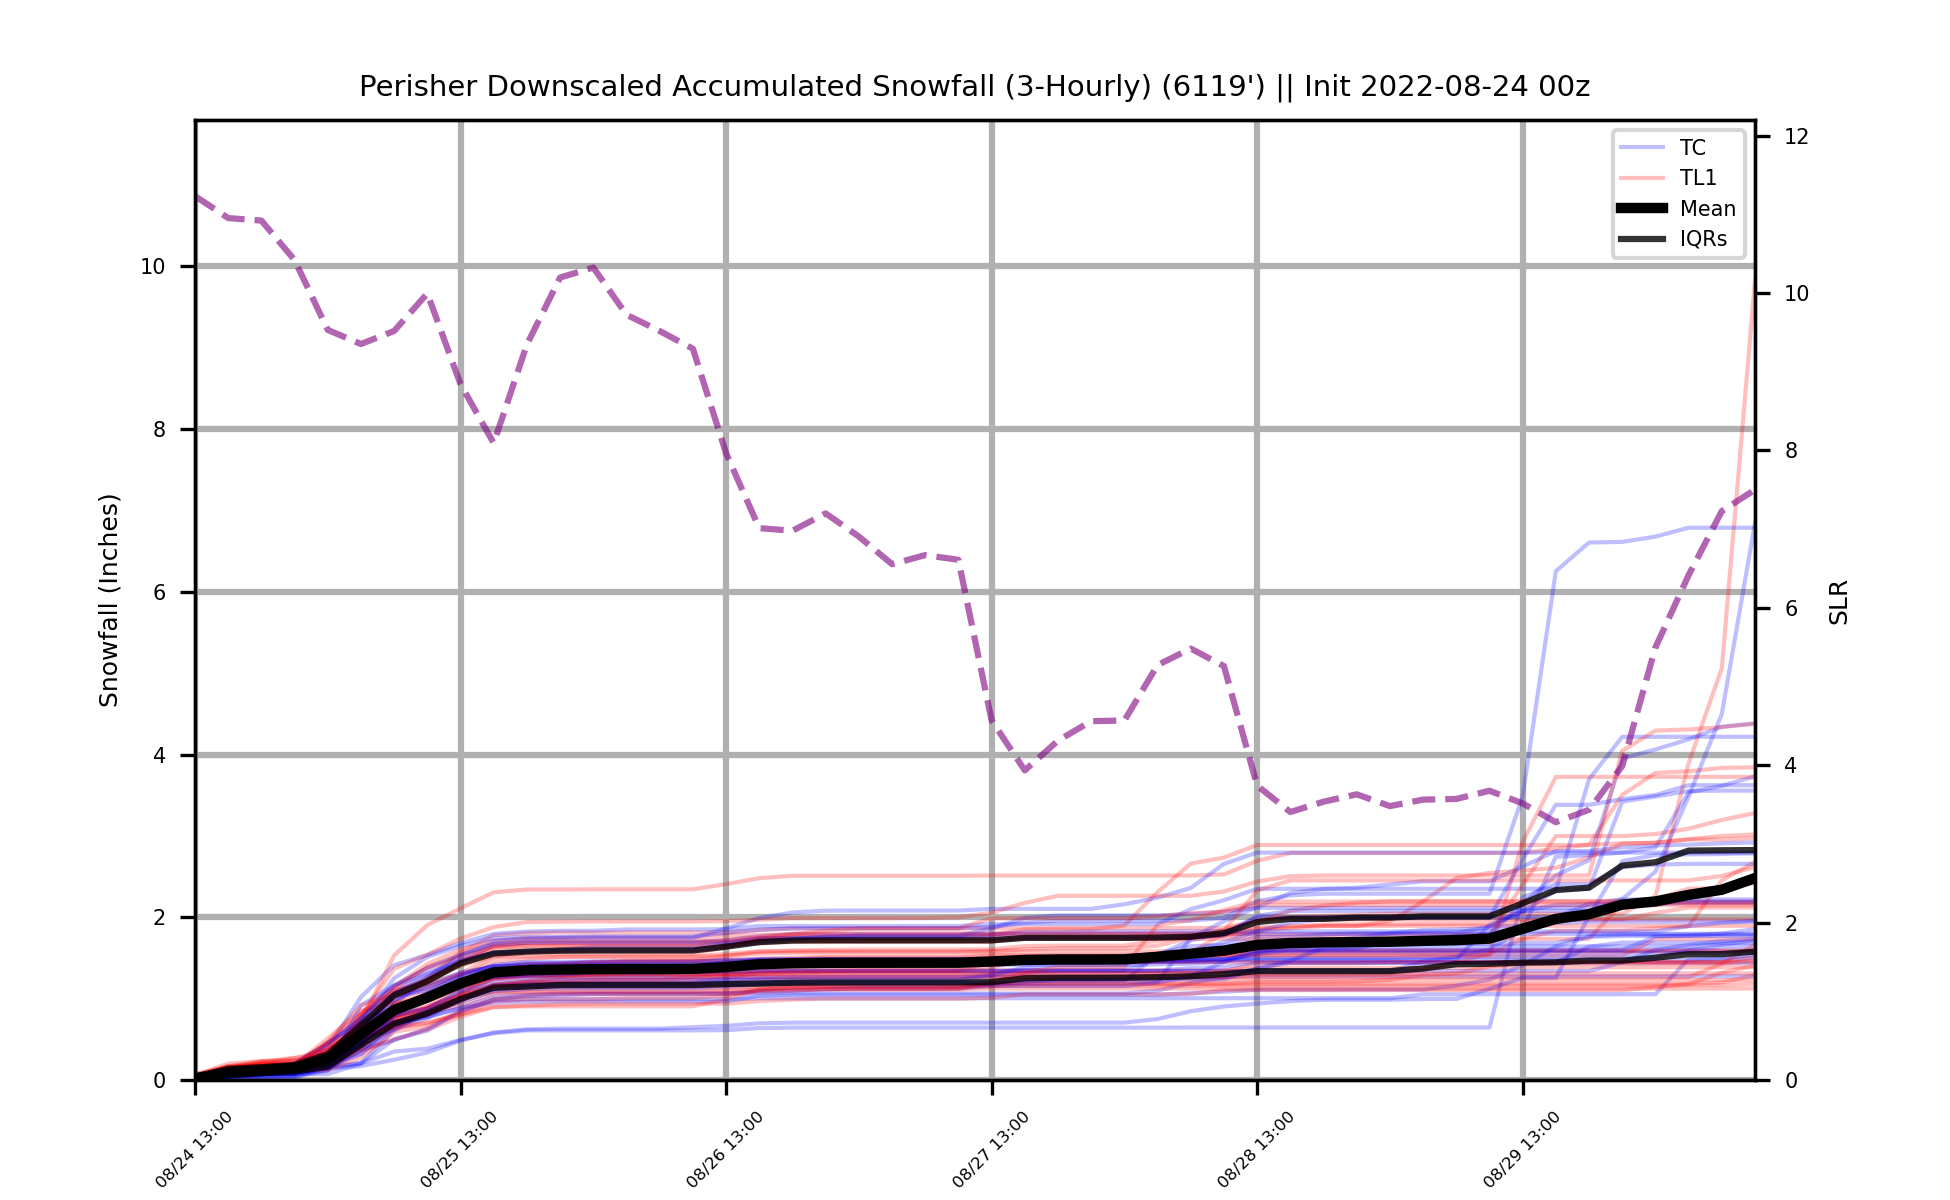 Perisher Downscaled Accumulated Snowfall (3-Hourly) (6119') || Init 2022-08-24 00z
TC
TL1
Mean
IQRs
Snowfall (Inches)
10
8
6
4
2
0
12
10
8
6
4
2
0
SLR
08/24 13:00
08/25 13:00
08/26 13:00
08/27 13:00
08/28 13:00
08/29 13:00